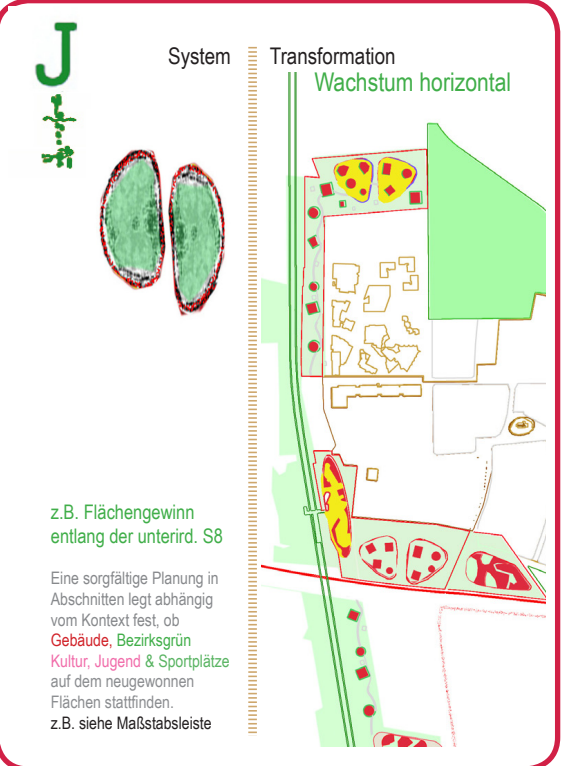 J
System
Transformation
Wachstum horizontal
z.B. Flächengewinn
entlang der unterird. S8
Eine sorgfältige Planung in
Abschnitten legt abhängig
vom Kontext fest, ob
Gebäude, Bezirksgrün
Kultur, Jugend & Sportplätze
auf dem neugewonnen
Flächen stattfinden.
z.B. siehe Maßstabsleiste